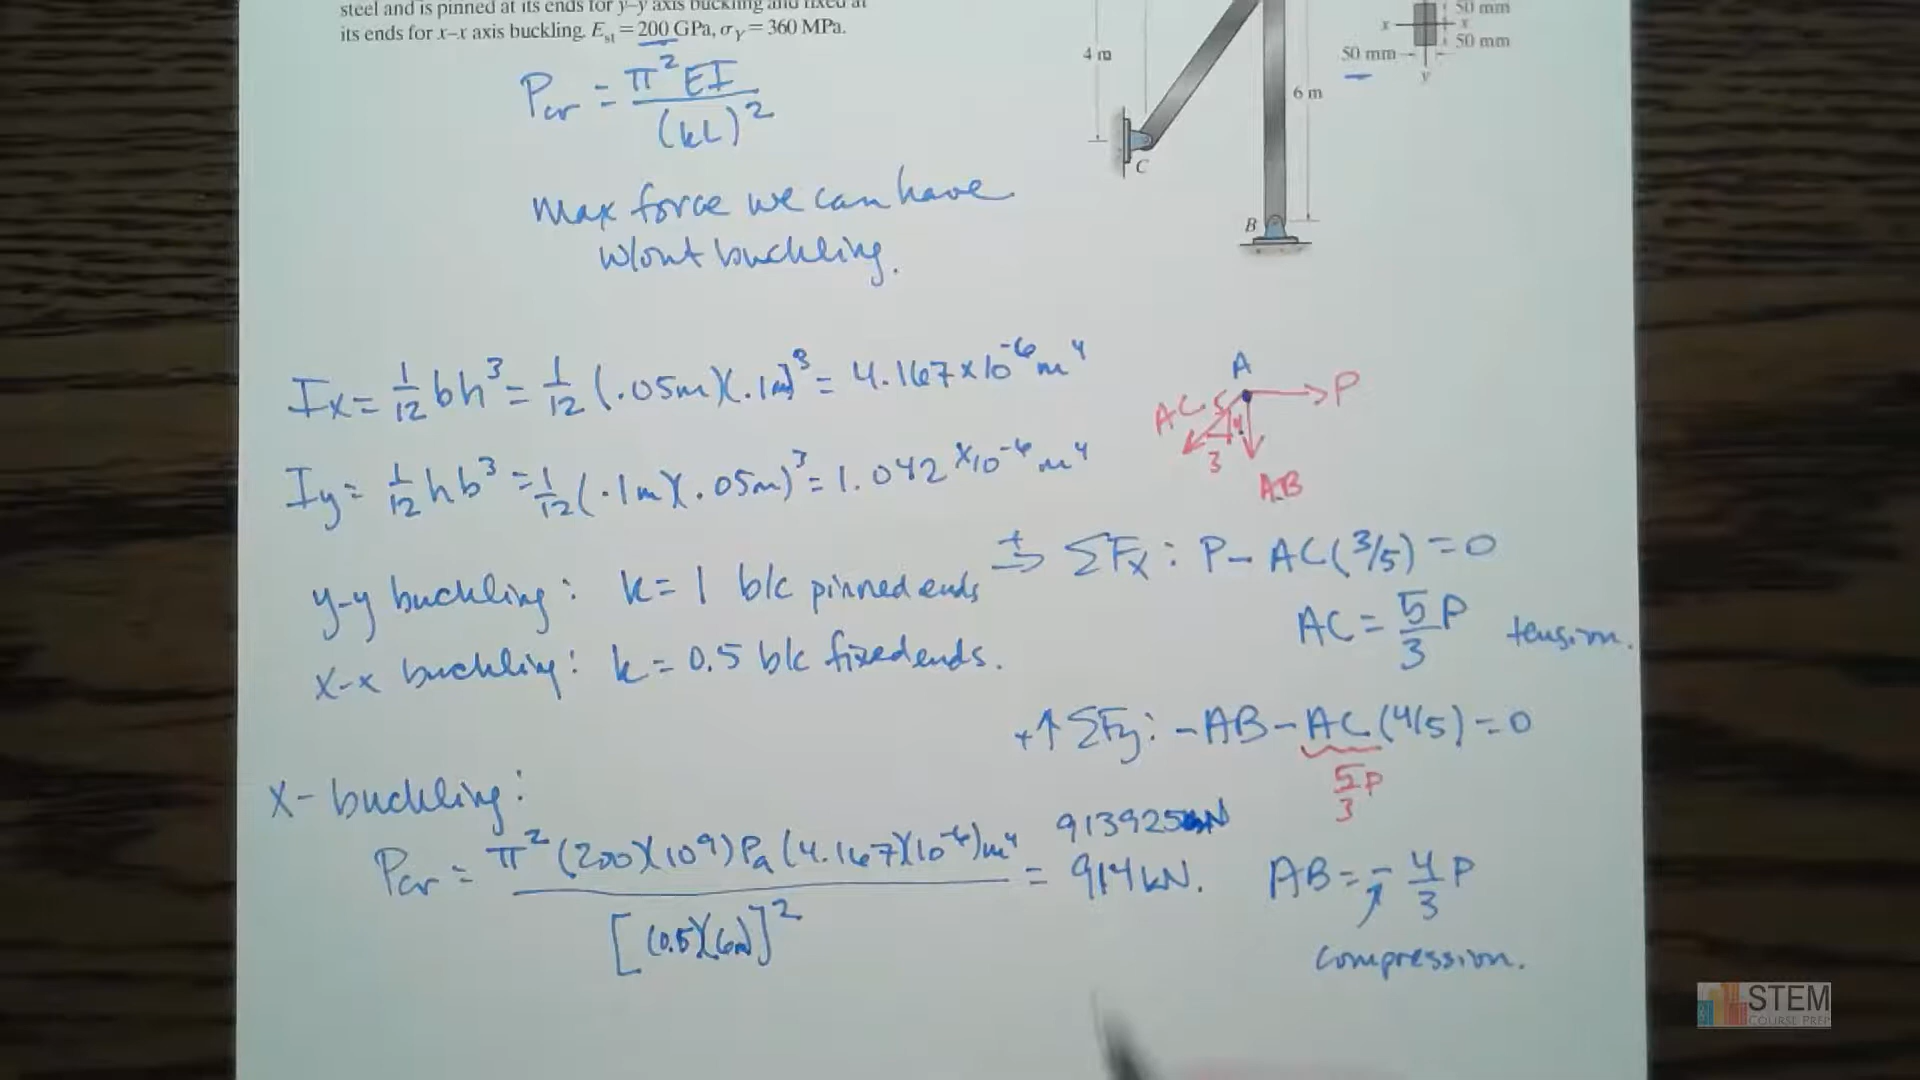 steel and is pinned at its ends for y–y axis buckling and fixed at
its ends for x–x axis buckling. Est = 200 GPa, σY = 360 MPa.
4 m
C
6 m
B
50 mm
x
x
50 mm
50 mm
y
Pcr = π²EI / (kL)²
Max force we can have
w/out buckling.
Ix = 1/12 bh³ = 1/12 (.05m)(.1m)³ = 4.167×10⁻⁶ m⁴
Iy = 1/12 hb³ = 1/12 (.1m)(.05m)³ = 1.042×10⁻⁶ m⁴
A
P
AC
5
4
3
AB
y-y buckling: k = 1 b/c pinned ends
x-x buckling: k = 0.5 b/c fixed ends.
+→ ΣFx: P – AC(3/5) = 0
AC = 5/3 P tension.
+↑ ΣFy: –AB – AC(4/5) = 0
5/3 P
AB = – 4/3 P
compression.
X-buckling:
Pcr = π²(200)(10⁹)Pa(4.167)(10⁻⁶)m⁴ / [(0.5)(6m)]² = 914 kN.
913925 N
STEM
COURSE PREP